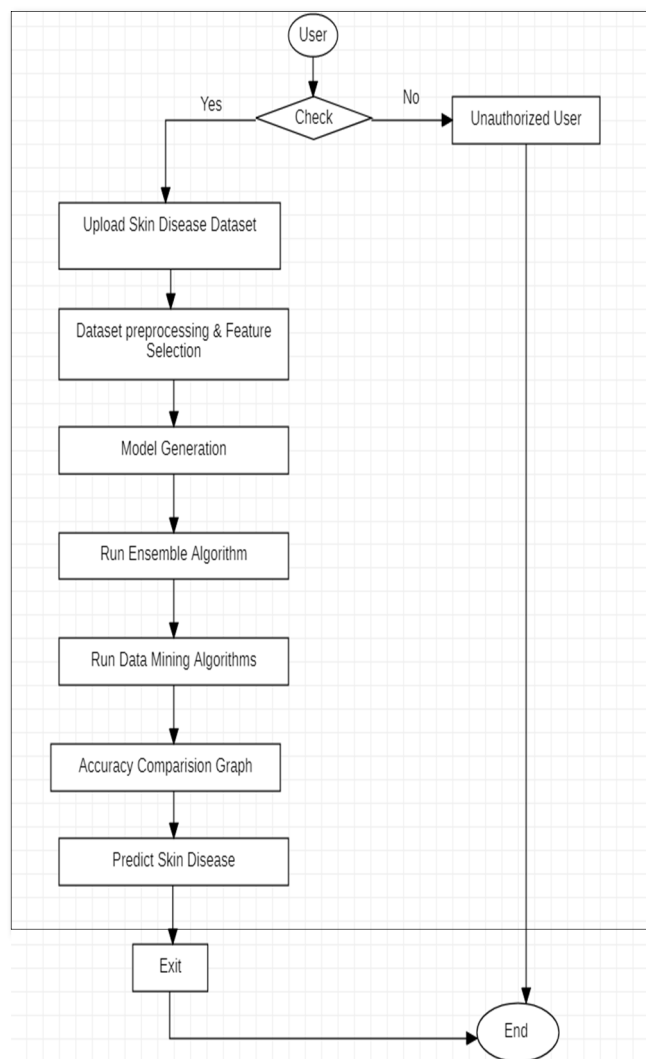 User
Yes
Check
No
Unauthorized User
Upload Skin Disease Dataset
Dataset preprocessing & Feature
Selection
Model Generation
Run Ensemble Algorithm
Run Data Mining Algorithms
Accuracy Comparision Graph
Predict Skin Disease
Exit
End